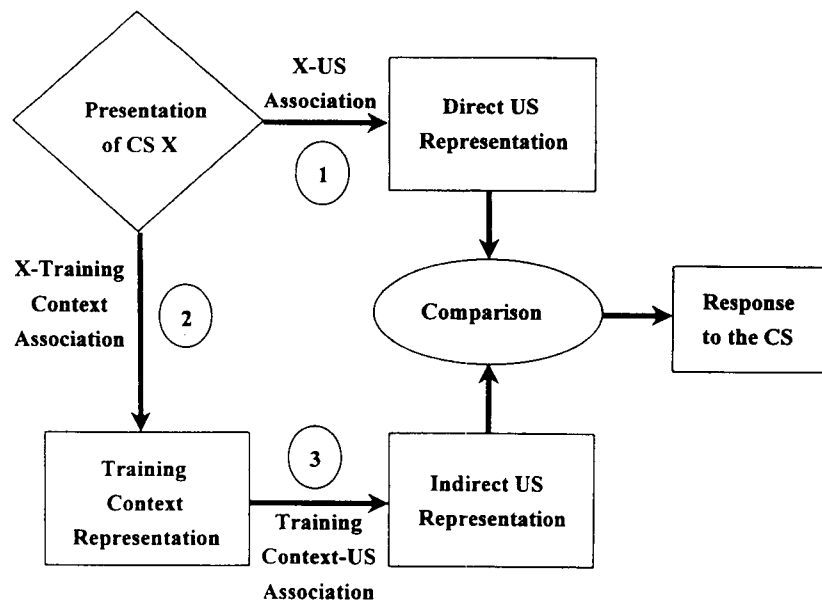 Presentation
of CS X
X-US
Association
1
Direct US
Representation
X-Training
Context
Association
2
Comparison
Response
to the CS
Training
Context
Representation
3
Training
Context-US
Association
Indirect US
Representation